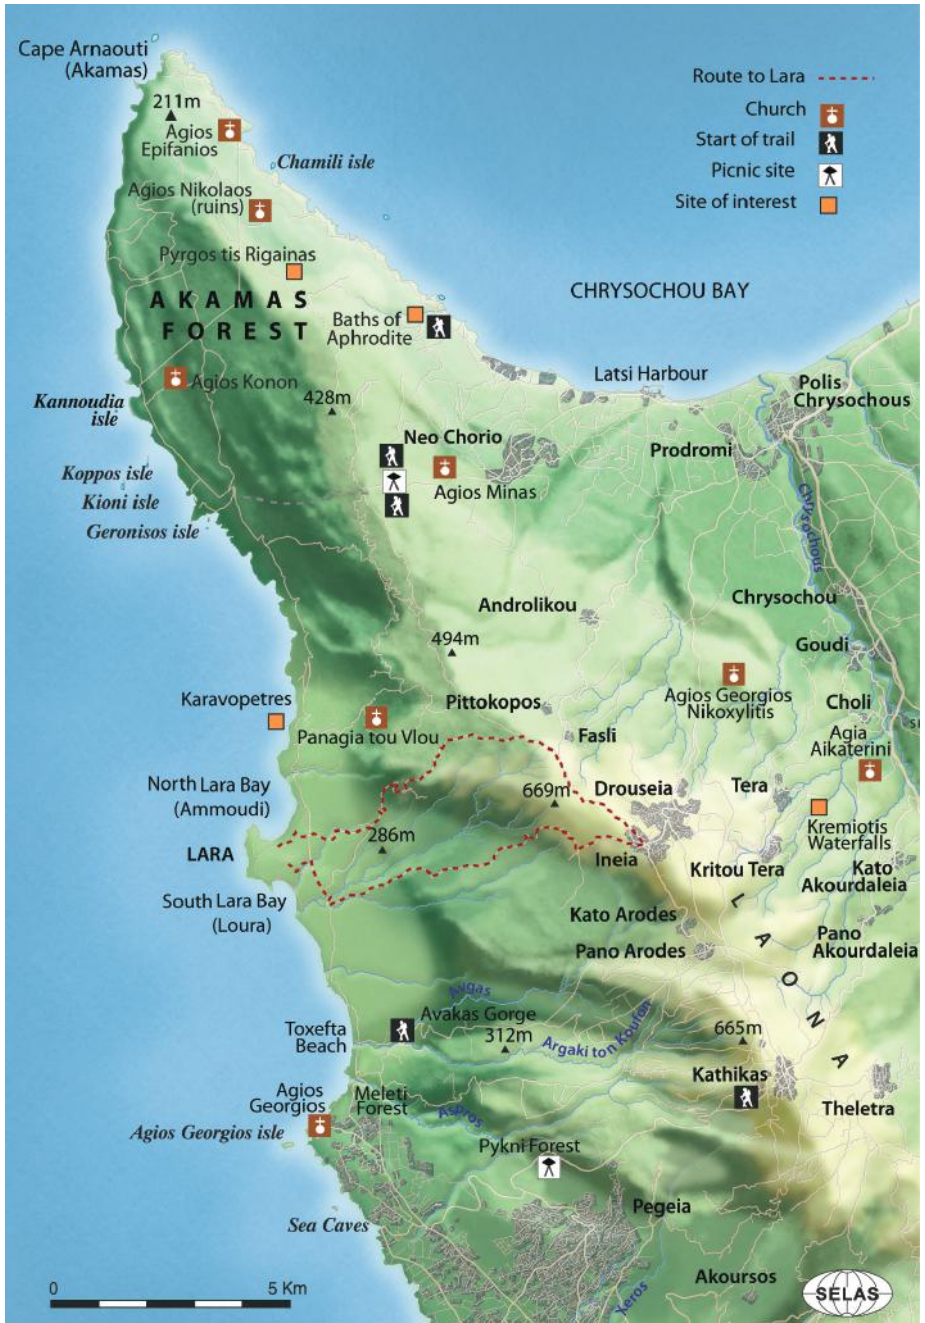 Cape Arnaouti
(Akamas)
211m
Agios
Epifanios
Chamili isle
Agios Nikolaos
(ruins)
Pyrgos tis Rigainas
AKAMAS
FOREST
Baths of
Aphrodite
Agios Konon
Kannoudia
isle
428m
Koppos isle
Kioni isle
Geronisos isle
Route to Lara
Church
Start of trail
Picnic site
Site of interest
CHRYSOCHOU BAY
Latsi Harbour
Polis
Chrysochous
Prodromi
Neo Chorio
Agios Minas
Chrysochous
Androlikou
Chrysochou
Goudi
494m
Agios Georgios
Nikoxylitis
Choli
Karavopetres
Pittokopos
Panagia tou Vlou
Fasli
Agia
Aikaterini
North Lara Bay
(Ammoudi)
669m
Drouseia
Tera
Kremiotis
Waterfalls
286m
LARA
Ineia
Kritou Tera
Kato
Akourdaleia
South Lara Bay
(Loura)
Kato Arodes
Pano Arodes
Pano
Akourdaleia
LAONA
Avgas
Avakas Gorge
Toxefta
Beach
312m
Argaki ton Koufon
665m
Kathikas
Theletra
Agios
Georgios
Meleti
Forest
Aspros
Agios Georgios isle
Pykni Forest
Pegeia
Sea Caves
Akoursos
Xeros
0
5 Km
SELAS